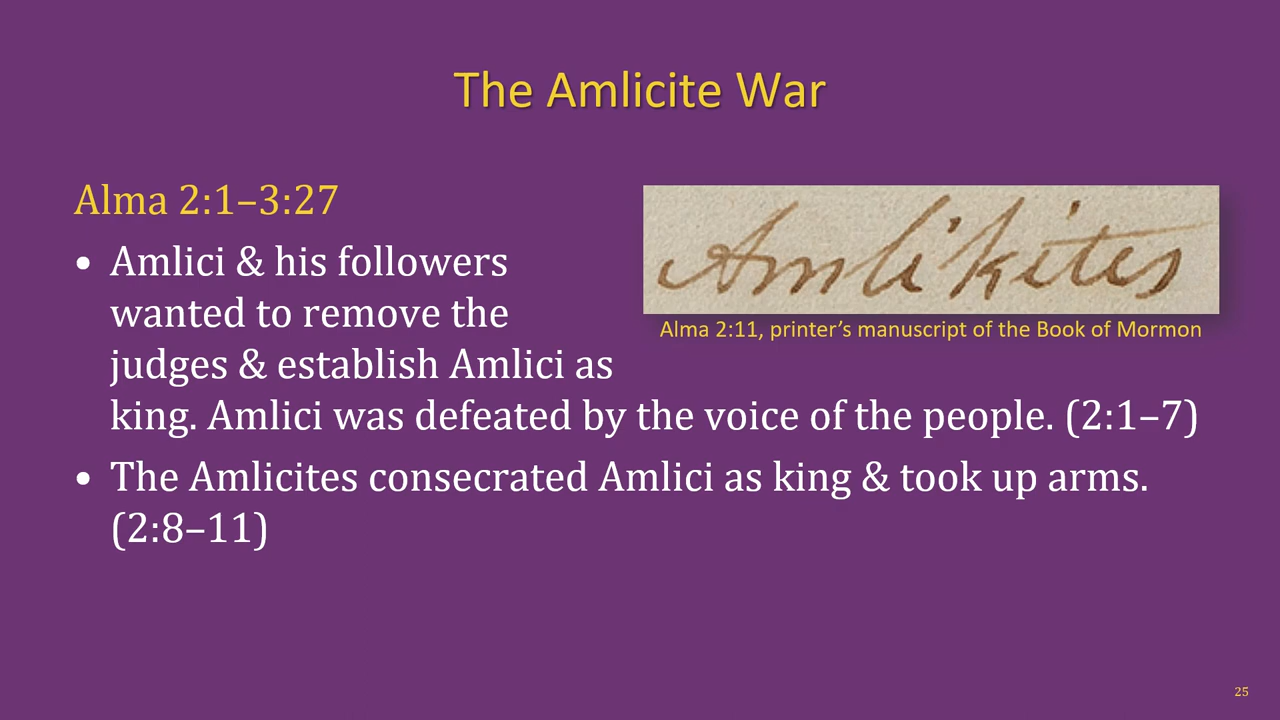 The Amlicite War
Alma 2:1–3:27
• Amlici & his followers
wanted to remove the
judges & establish Amlici as
king. Amlici was defeated by the voice of the people. (2:1–7)
• The Amlicites consecrated Amlici as king & took up arms.
(2:8–11)
Amlikites
Alma 2:11, printer’s manuscript of the Book of Mormon
25